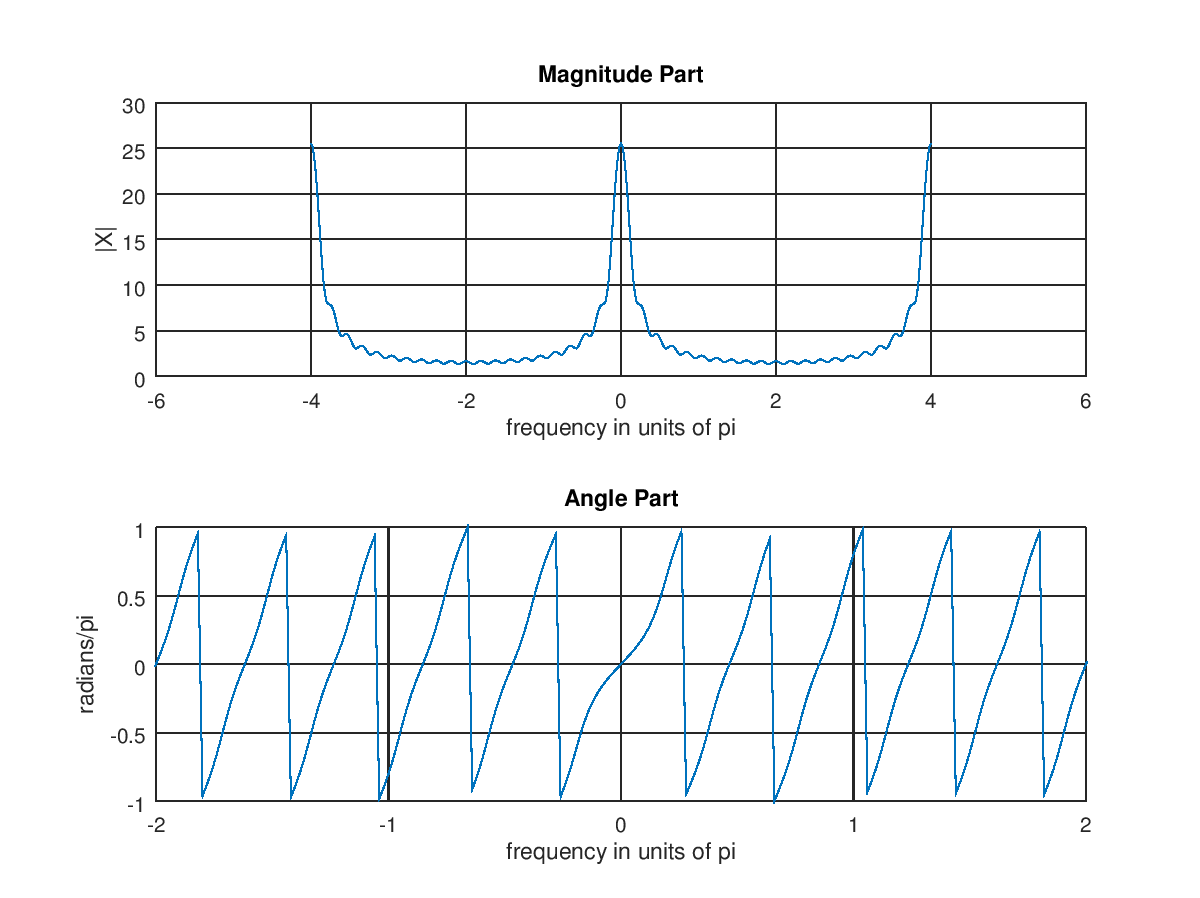 Magnitude Part
30
25
20
15
10
5
0
|X|
-6 -4 -2 0 2 4 6
frequency in units of pi
Angle Part
1
0.5
0
-0.5
-1
radians/pi
-2 -1 0 1 2
frequency in units of pi